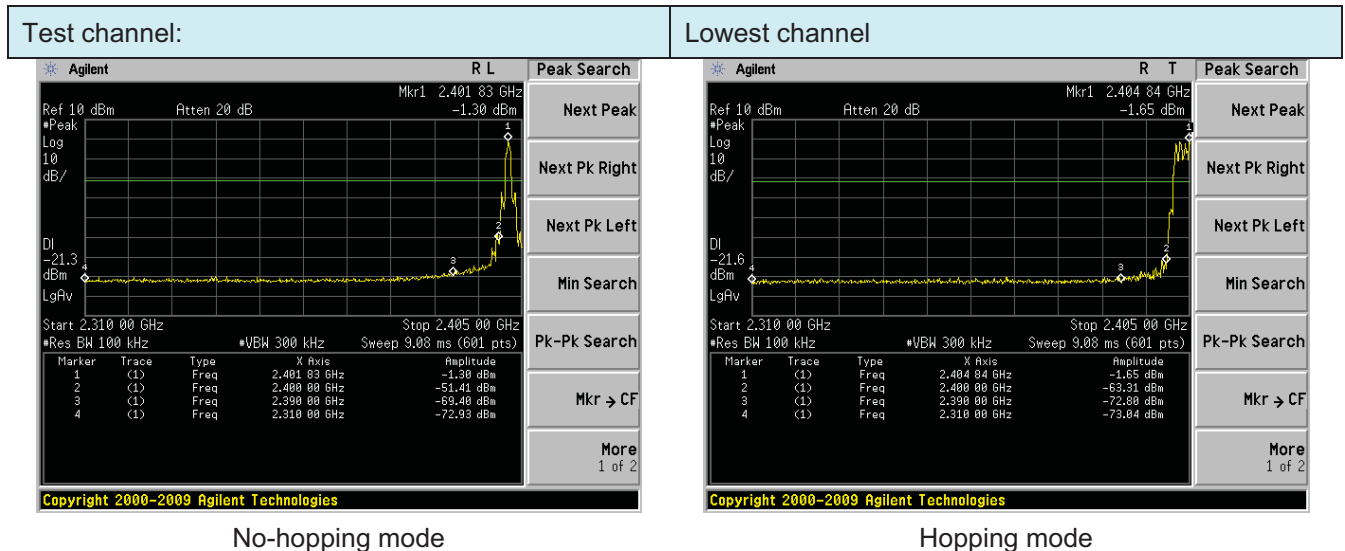 Test channel: Lowest channel
Agilent R L Peak Search
Mkr1 2.401 83 GHz
Ref 10 dBm Atten 20 dB -1.30 dBm
#Peak
Log
10
dB/
1
2
3
4
DI
-21.3
dBm
LgAv
Start 2.310 00 GHz Stop 2.405 00 GHz
#Res BW 100 kHz #VBW 300 kHz Sweep 9.08 ms (601 pts)
Marker Trace Type X Axis Amplitude
1 (1) Freq 2.401 83 GHz -1.30 dBm
2 (1) Freq 2.400 00 GHz -51.41 dBm
3 (1) Freq 2.390 00 GHz -69.40 dBm
4 (1) Freq 2.310 00 GHz -72.93 dBm
Next Peak
Next Pk Right
Next Pk Left
Min Search
Pk-Pk Search
Mkr → CF
More
1 of 2
Copyright 2000-2009 Agilent Technologies
No-hopping mode
Agilent R T Peak Search
Mkr1 2.404 84 GHz
Ref 10 dBm Atten 20 dB -1.65 dBm
#Peak
Log
10
dB/
1
2
3
4
DI
-21.6
dBm
LgAv
Start 2.310 00 GHz Stop 2.405 00 GHz
#Res BW 100 kHz #VBW 300 kHz Sweep 9.08 ms (601 pts)
Marker Trace Type X Axis Amplitude
1 (1) Freq 2.404 84 GHz -1.65 dBm
2 (1) Freq 2.400 00 GHz -63.31 dBm
3 (1) Freq 2.390 00 GHz -72.80 dBm
4 (1) Freq 2.310 00 GHz -73.04 dBm
Next Peak
Next Pk Right
Next Pk Left
Min Search
Pk-Pk Search
Mkr → CF
More
1 of 2
Copyright 2000-2009 Agilent Technologies
Hopping mode